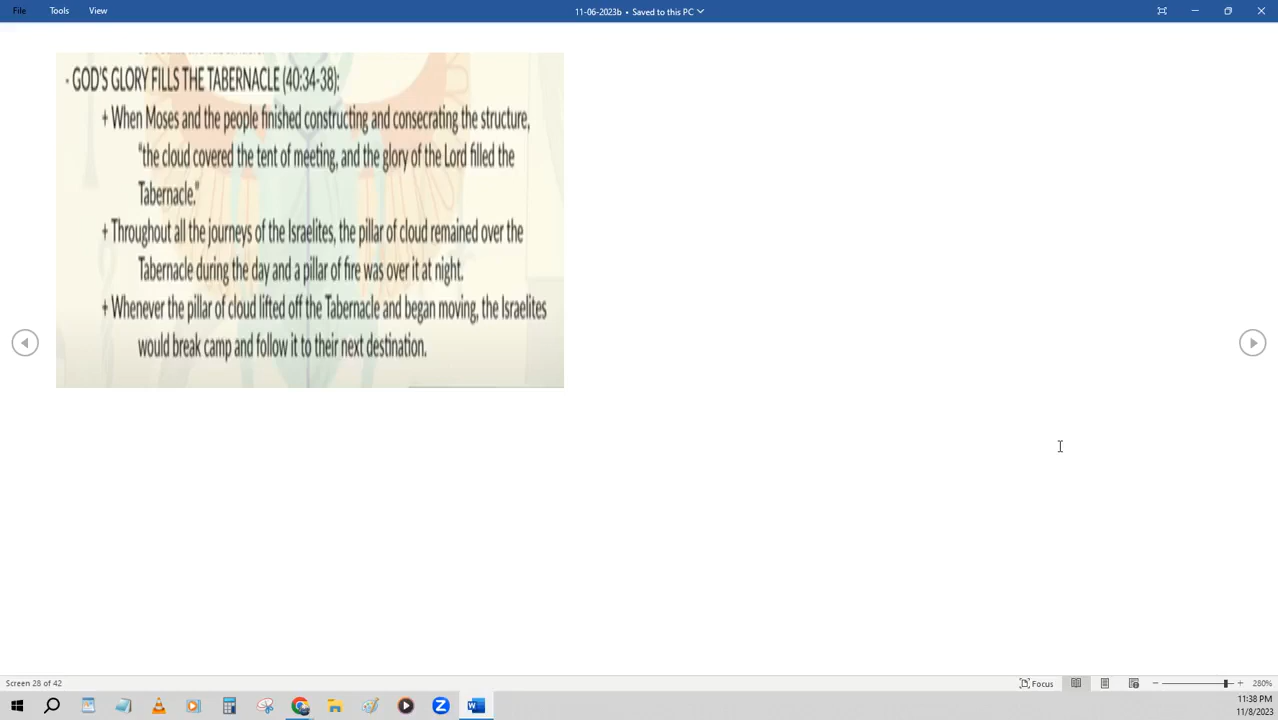 File Tools View 11-06-2023b • Saved to this PC
- GOD'S GLORY FILLS THE TABERNACLE (40:34-38):
+ When Moses and the people finished constructing and consecrating the structure,
"the cloud covered the tent of meeting, and the glory of the Lord filled the
Tabernacle."
+ Throughout all the journeys of the Israelites, the pillar of cloud remained over the
Tabernacle during the day and a pillar of fire was over it at night.
+ Whenever the pillar of cloud lifted off the Tabernacle and began moving, the Israelites
would break camp and follow it to their next destination.
Screen 28 of 42 Focus 280%
11:38 PM
11/8/2023